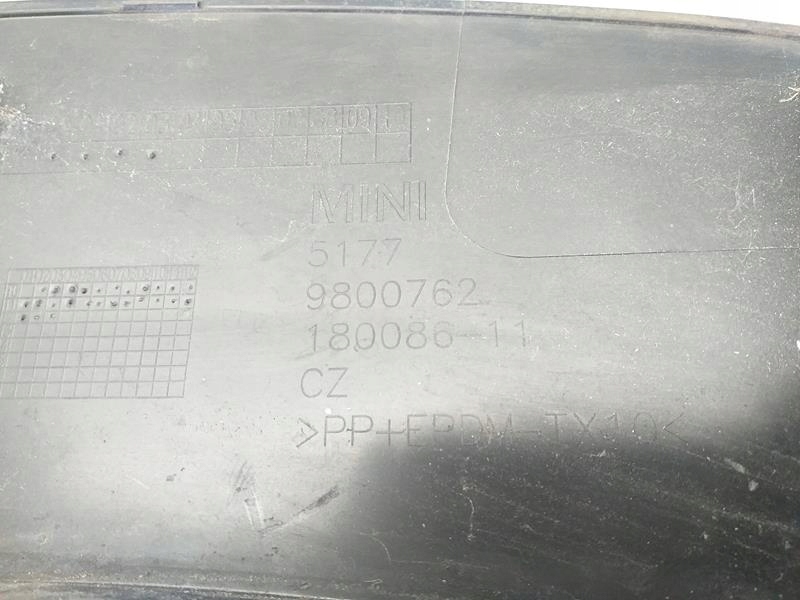 MINI
5177
9800762
180086-11
CZ
>PP+EPDM-TX10<